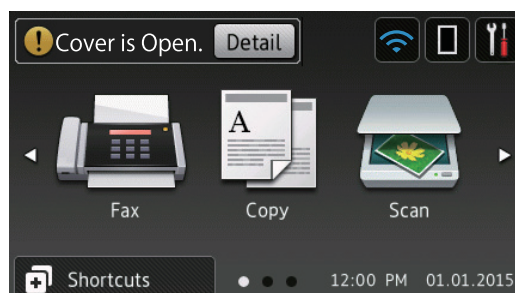 Cover is Open. Detail
A
Fax Copy Scan
Shortcuts 12:00 PM 01.01.2015